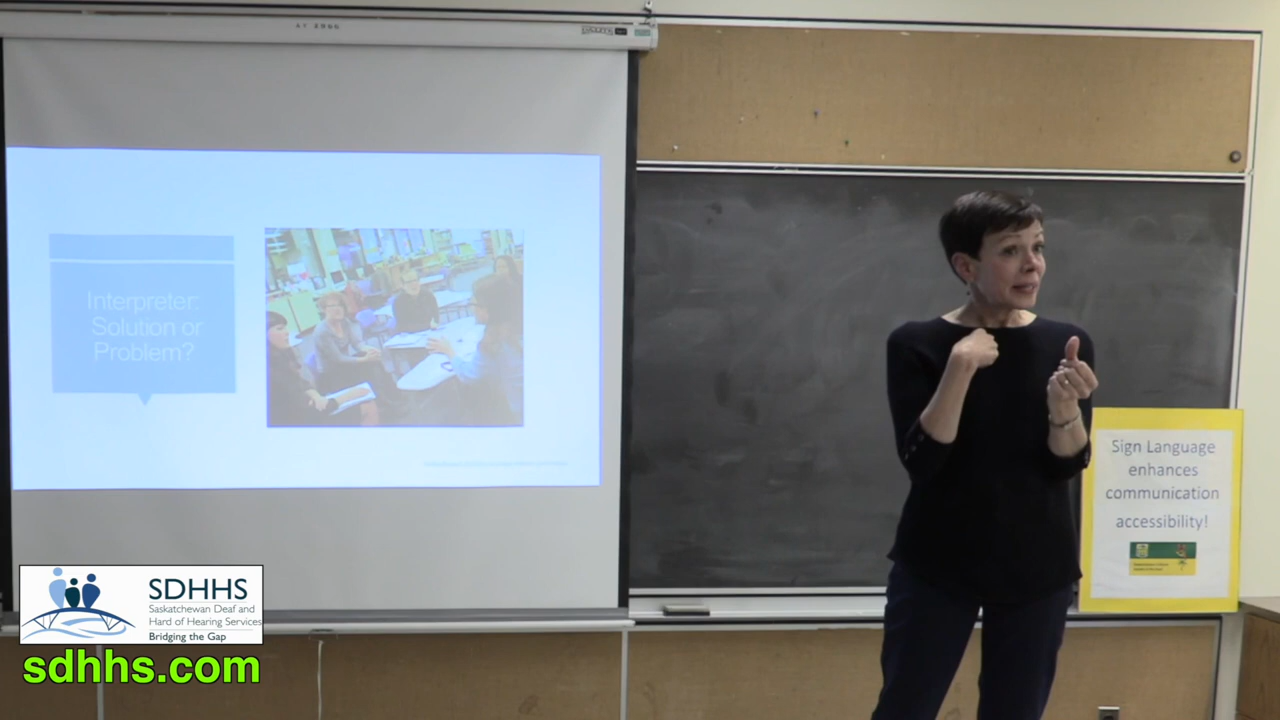 Interpreter:
Solution or
Problem?
Sign Language
enhances
communication
accessibility!
SDHHS
Saskatchewan Deaf and
Hard of Hearing Services
Bridging the Gap
sdhhs.com